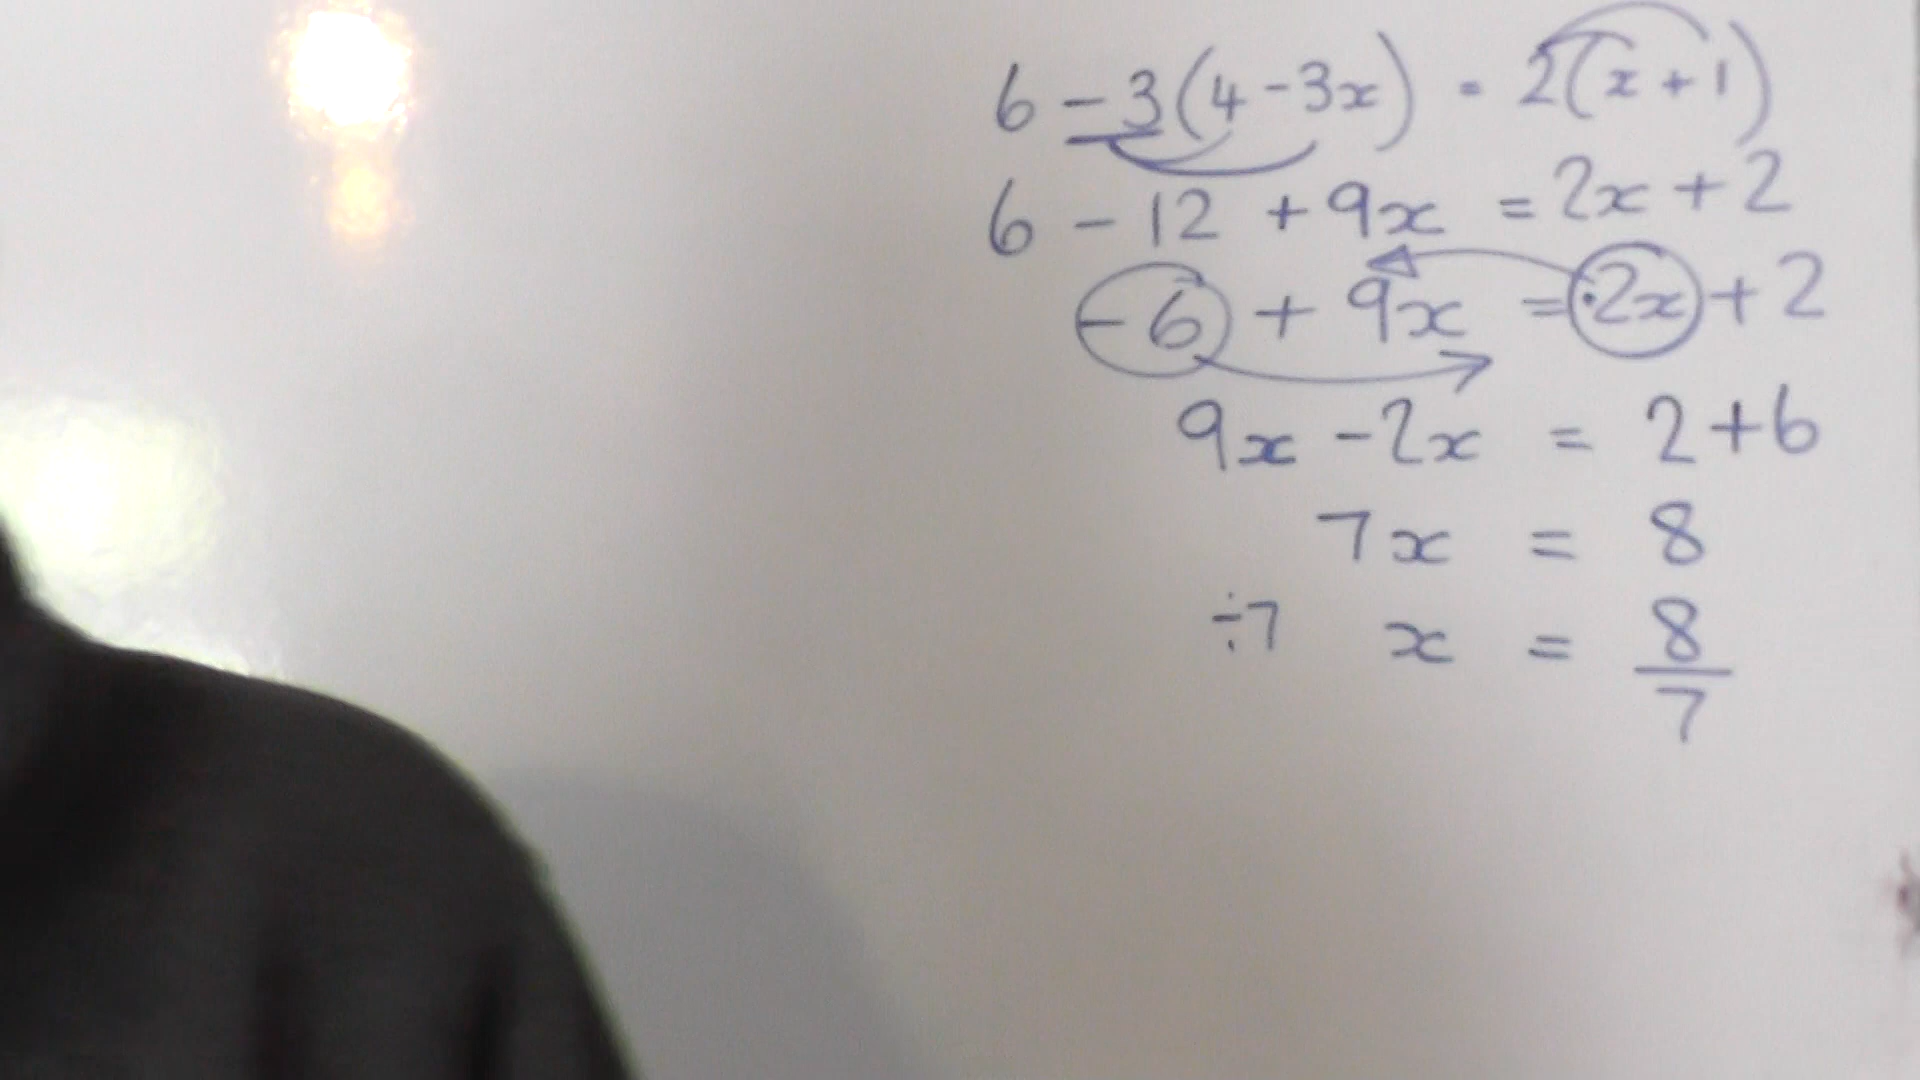 6 - 3(4 - 3x) = 2(x + 1)
6 - 12 + 9x = 2x + 2
- 6 + 9x = 2x + 2
9x - 2x = 2 + 6
7x = 8
÷7 x = 8/7